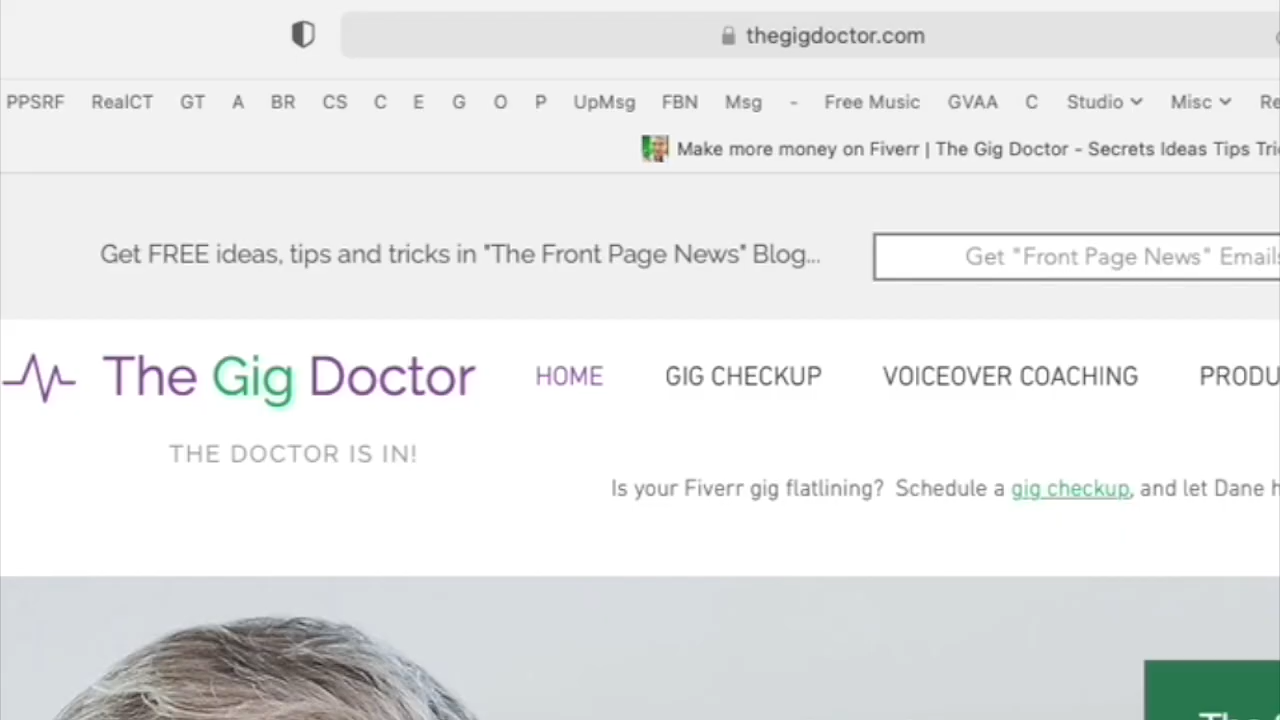 thegigdoctor.com
PPSRF RealCT GT A BR CS C E G O P UpMsg FBN Msg - Free Music GVAA C Studio Misc
Make more money on Fiverr | The Gig Doctor - Secrets Ideas Tips
Get FREE ideas, tips and tricks in "The Front Page News" Blog...
Get "Front Page News" Emails
The Gig Doctor
HOME GIG CHECKUP VOICEOVER COACHING PRODU
THE DOCTOR IS IN!
Is your Fiverr gig flatlining? Schedule a gig checkup, and let Dane